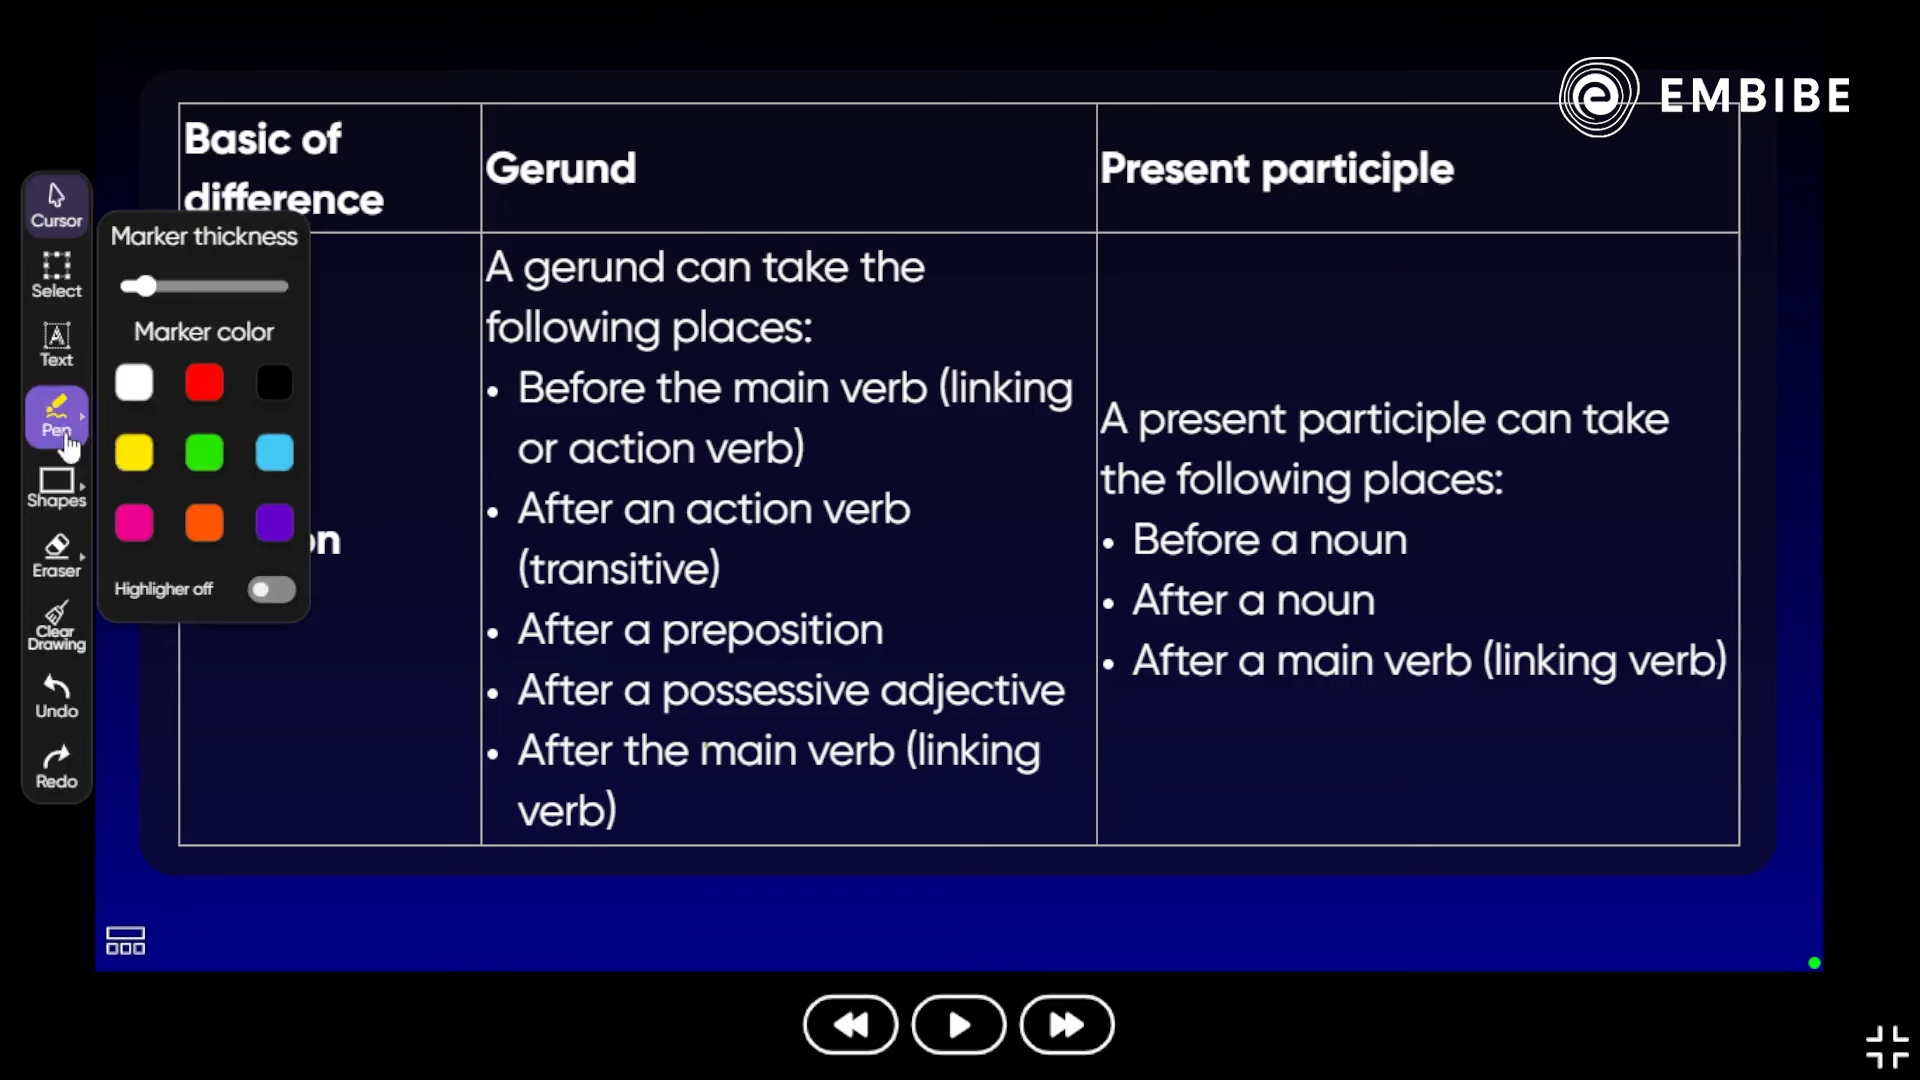 EMBIBE
Basic of
difference
Gerund
Present participle
Cursor
Select
Text
Pen
Shapes
Eraser
Clear
Drawing
Undo
Redo
Marker thickness
Marker color
Highligher off
A gerund can take the
following places:
• Before the main verb (linking
or action verb)
• After an action verb
(transitive)
• After a preposition
• After a possessive adjective
• After the main verb (linking
verb)
A present participle can take
the following places:
• Before a noun
• After a noun
• After a main verb (linking verb)